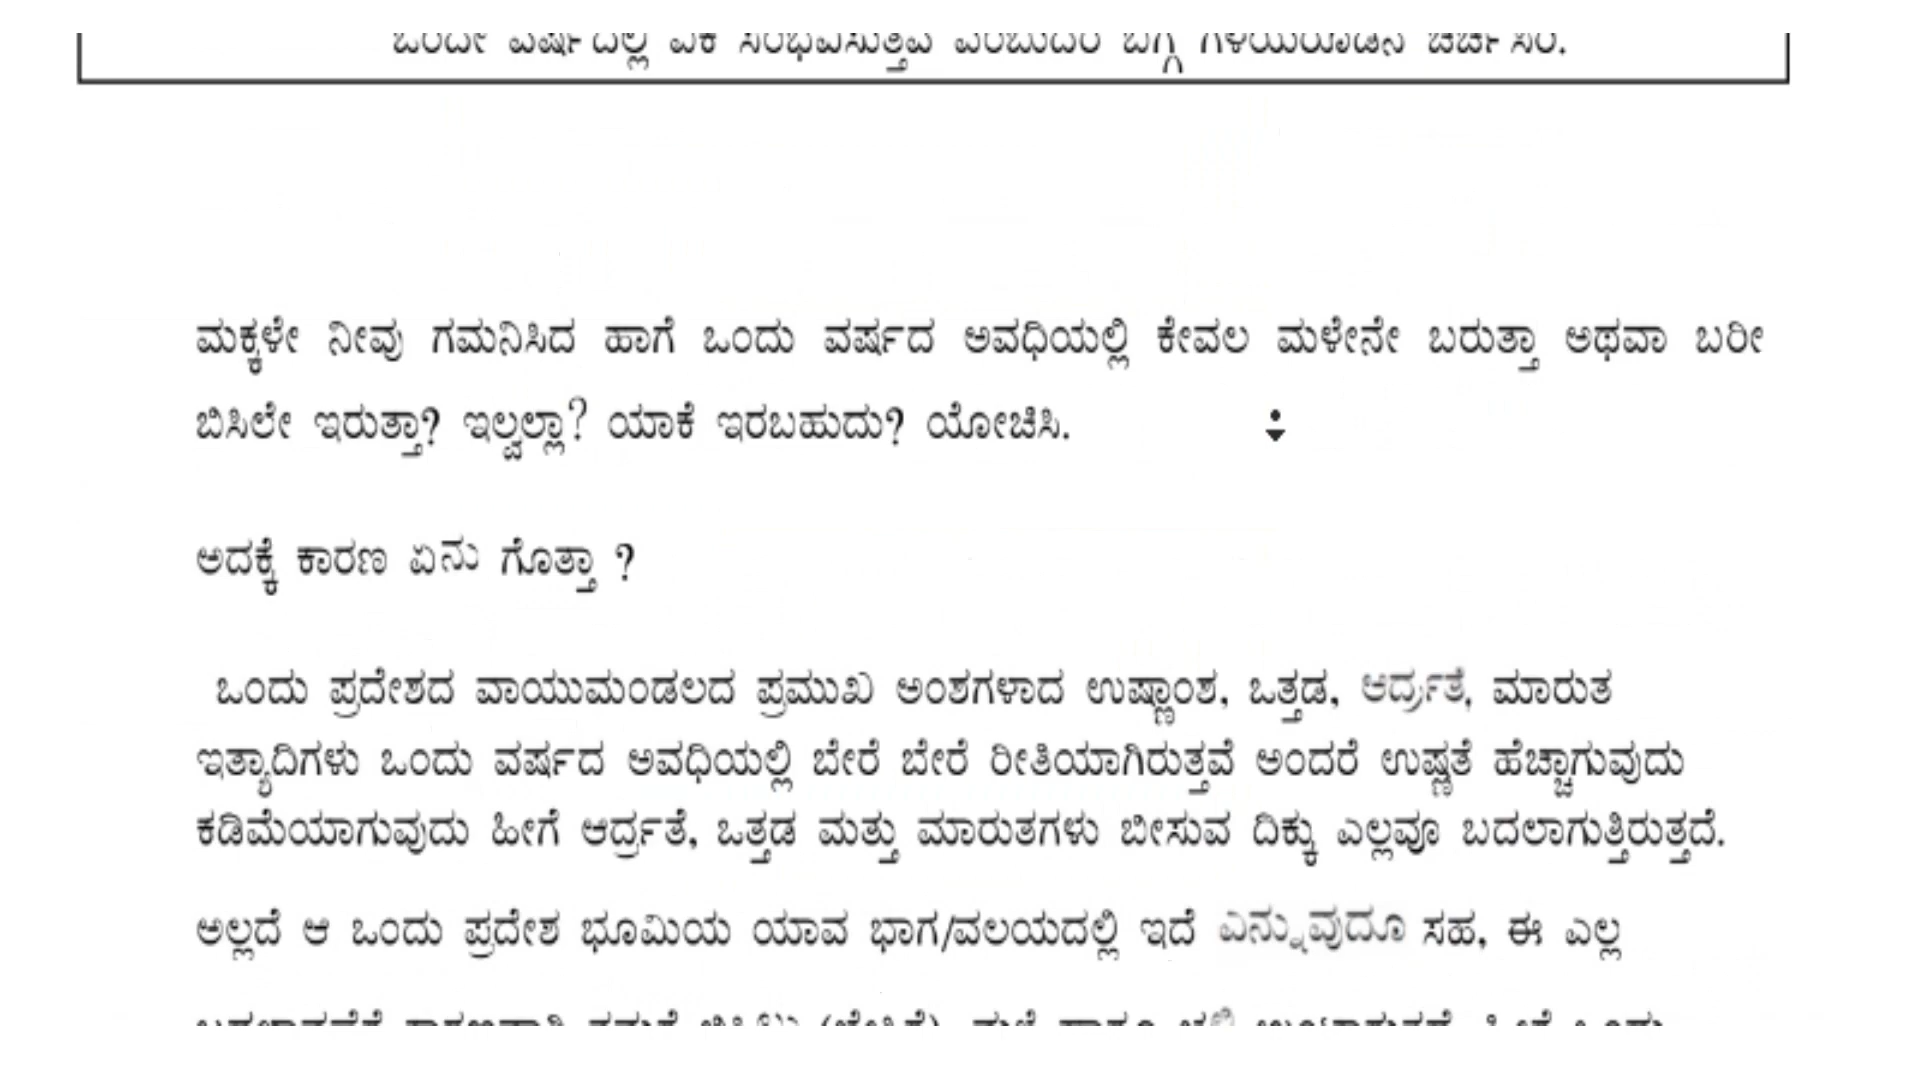 ಮಕ್ಕಳೇ ನೀವು ಗಮನಿಸಿದ ಹಾಗೆ ಒಂದು ವರ್ಷದ ಅವಧಿಯಲ್ಲಿ ಕೇವಲ ಮಳೇನೇ ಬರುತ್ತಾ ಅಥವಾ ಬರೀ
ಬಿಸಿಲೇ ಇರುತ್ತಾ? ಇಲ್ವಲ್ಲಾ? ಯಾಕೆ ಇರಬಹುದು? ಯೋಚಿಸಿ.
ಅದಕ್ಕೆ ಕಾರಣ ಏನು ಗೊತ್ತಾ ?
ಒಂದು ಪ್ರದೇಶದ ವಾಯುಮಂಡಲದ ಪ್ರಮುಖ ಅಂಶಗಳಾದ ಉಷ್ಣಾಂಶ, ಒತ್ತಡ, ಆರ್ದ್ರತೆ, ಮಾರುತ
ಇತ್ಯಾದಿಗಳು ಒಂದು ವರ್ಷದ ಅವಧಿಯಲ್ಲಿ ಬೇರೆ ಬೇರೆ ರೀತಿಯಾಗಿರುತ್ತವೆ ಅಂದರೆ ಉಷ್ಣತೆ ಹೆಚ್ಚಾಗುವುದು
ಕಡಿಮೆಯಾಗುವುದು ಹೀಗೆ ಆರ್ದ್ರತೆ, ಒತ್ತಡ ಮತ್ತು ಮಾರುತಗಳು ಬೀಸುವ ದಿಕ್ಕು ಎಲ್ಲವೂ ಬದಲಾಗುತ್ತಿರುತ್ತದೆ.
ಅಲ್ಲದೆ ಆ ಒಂದು ಪ್ರದೇಶ ಭೂಮಿಯ ಯಾವ ಭಾಗ/ವಲಯದಲ್ಲಿ ಇದೆ ಎನ್ನುವುದೂ ಸಹ, ಈ ಎಲ್ಲ